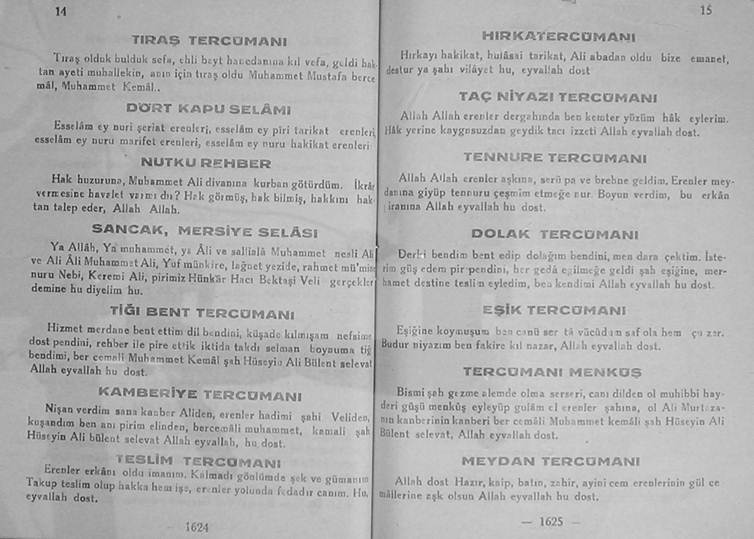 14
TIRAŞ TERCÜMANI
Tıraş olduk bulduk sefa, ehli beyt hanedanına kıl vefa, geldi hak-
tan ayeti muhallekin, anın için tıraş oldu Muhammet Mustafa berce
mâl, Muhammet Kemâl..
DÖRT KAPU SELÂMI
Esselâm ey nuri şeriat erenleri, esselâm ey piri tarikat erenleri,
esselâm ey nuru marifet erenleri, esselâm ey nuru hakikat erenleri
NUTKU REHBER
Hak huzuruna, Muhammet Ali divanına kurban götürdüm. İkrâr
vermesine havalet varmı dır? Hak görmüş, hak bilmiş, hakkını hak-
tan talep eder, Allah Allah.
SANCAK, MERSİYE SELÂSI
Ya Allâh, Ya muhammet, ya Âli ve sallialâ Muhammet nesli Ali
ve Ali Âli Muhammet Ali, Yuf münkire, lağnet yezide, rahmet mü'mine
nuru Nebi, Keremi Ali, pirimiz Hünkâr Hacı Bektaşi Veli gerçekler
demine hu diyelim hu.
TİĞI BENT TERCÜMANI
Hizmet merdane bent ettim dil bendini, küşade kılmışam nefsime
dost pendini, rehber ile pire ettik iktida takdı selman boynuma tiğ
bendimi, ber cemali Muhammet Kemâl şah Hüseyin Ali Bülent selevat
Allah eyvallah hu dost.
KAMBERİYE TERCÜMANI
Nişan verdim sana kanber Aliden, erenler hadimi şahi Veliden,
kuşandım ben anı pirim elinden, bercemâli muhammet, kamali şah
Hüseyin Ali bülent selevat Allah eyvallah, hu dost.
TESLİM TERCÜMANI
Erenler erkânı oldu imanım. Kalmadı gönlümde şek ve gümanım
Takup teslim olup hakka hem işe, erenler yolunda fedadır canım. Hu,
eyvallah dost.
1624
15
HIRKATERCÜMANI
Hırkayı hakikat, hulâsai tarikat, Ali abadan oldu bize emanet,
destur ya şahı vilâyet hu, eyvallah dost
TAÇ NİYAZI TERCÜMANI
Allah Allah erenler dergahında ben kemter yüzüm hâk eylerim.
Hâk yerine kaygusuzdan geydik tacı izzeti Allah eyvallah dost.
TENNURE TERCÜMANI
Allah Allah erenler aşkına, serü pa ve brehne geldim, Erenler mey-
danına giyüp tennuru çeşmim etmeğe nur. Boyun verdim, bu erkân
iranına Allah eyvallah hu dost.
DOLAK TERCÜMANI
bendim bent edip dolağım bendini, men dara çektim. İste-
rim güş edem pir pendini, her gedâ eğilmeğe geldi şah eşiğine, mer-
hamet destine teslim eyledim, ben kendimi Allah eyvallah hu dost.
EŞİK TERCÜMANI
Eşiğine koymuşum ben canü ser tâ vücûdum saf ola hem çü zer.
Budur niyazım ben fakire kıl nazar, Allah eyvallah dost.
TERCÜMANI MENKÛŞ
Bismi şah gezme alemde olma serseri, canı dilden ol muhibbi hay-
deri güşü menkûş eyleyüp gulâm el erenler şahına, ol Ali Murtaza-
nın kanberinin kanberi ber cemâli Muhammet kemâli şah Hüseyin Ali
Bülent selevat, Allah eyvallah dost.
MEYDAN TERCÜMANI
Allah dost Hazır, kaip, batın, zahir, ayini cem erenlerinin gül ce
mâllerine aşk olsun Allah eyvallah hu dost.
— 1625 —